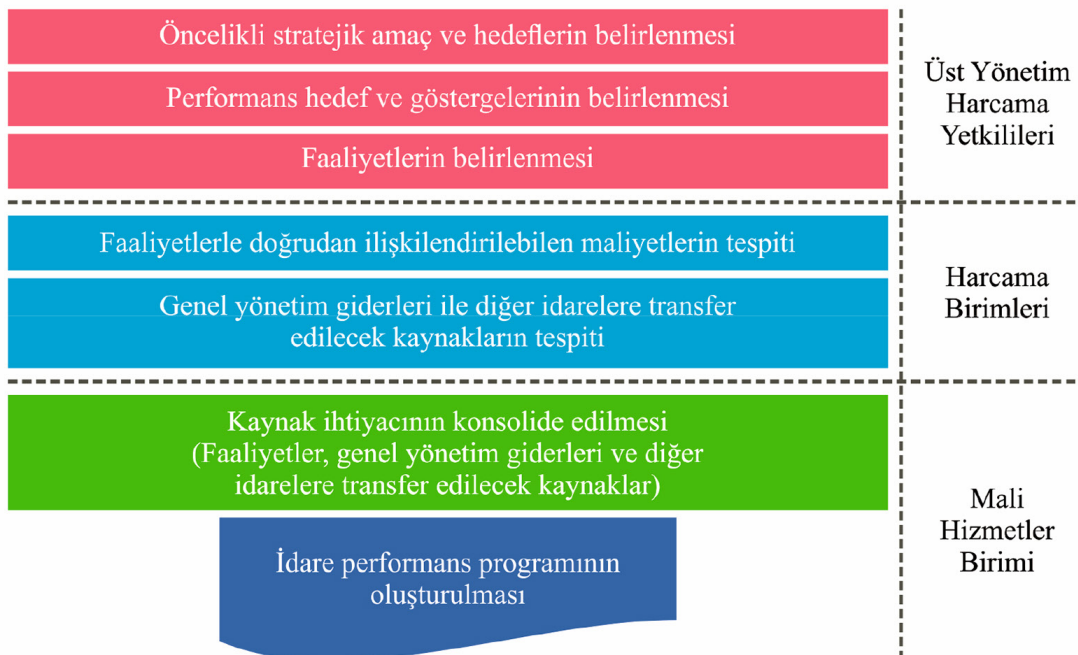 Öncelikli stratejik amaç ve hedeflerin belirlenmesi
Performans hedef ve göstergelerinin belirlenmesi
Faaliyetlerin belirlenmesi
Üst Yönetim
Harcama
Yetkilileri
Faaliyetlerle doğrudan ilişkilendirilebilen maliyetlerin tespiti
Genel yönetim giderleri ile diğer idarelere transfer
edilecek kaynakların tespiti
Harcama
Birimleri
Kaynak ihtiyacının konsolide edilmesi
(Faaliyetler, genel yönetim giderleri ve diğer
idarelere transfer edilecek kaynaklar)
İdare performans programının
oluşturulması
Mali
Hizmetler
Birimi